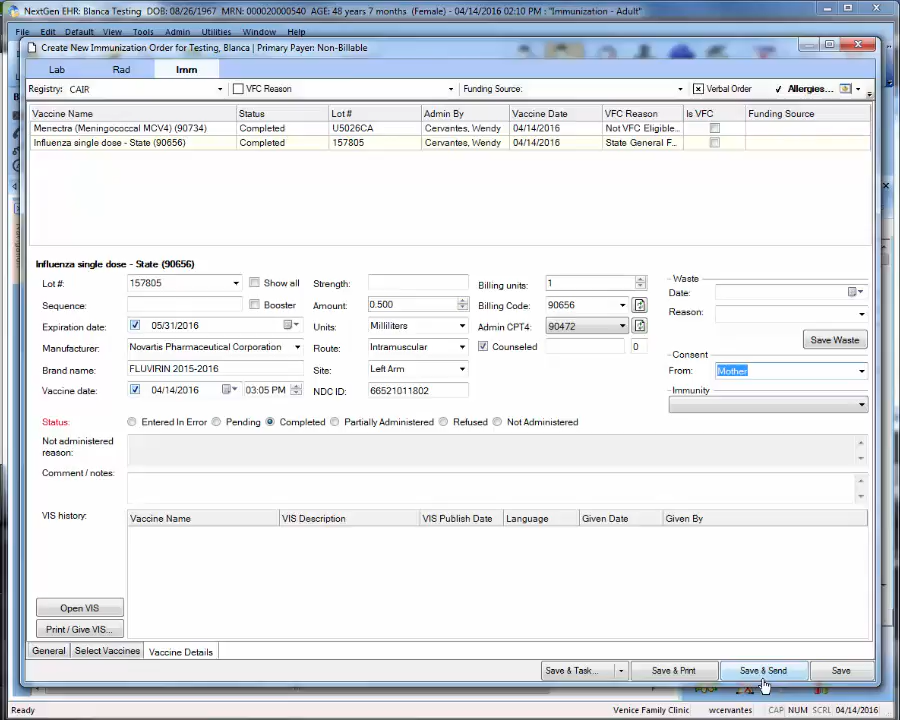 NextGen EHR: Blanca Testing DOB: 08/26/1967 MRN: 000020000540 AGE: 48 years 7 months (Female) - 04/14/2016 02:10 PM : "Immunization - Adult"
File Edit Default View Tools Admin Utilities Window Help
Create New Immunization Order for Testing, Blanca | Primary Payer: Non-Billable
Lab Rad Imm
Registry: CAIR VFC Reason Funding Source: Verbal Order Allergies...
Vaccine Name Status Lot # Admin By Vaccine Date VFC Reason Is VFC Funding Source
Menectra (Meningococcal MCV4) (90734) Completed U5026CA Cervantes, Wendy 04/14/2016 Not VFC Eligible...
Influenza single dose - State (90656) Completed 157805 Cervantes, Wendy 04/14/2016 State General F...
Influenza single dose - State (90656)
Lot #: 157805 Show all Strength: Billing units: 1
Waste
Date:
Sequence: Booster Amount: 0.500 Billing Code: 90656
Reason:
Expiration date: 05/31/2016 Units: Milliliters Admin CPT4: 90472
Save Waste
Manufacturer: Novartis Pharmaceutical Corporation Route: Intramuscular Counseled 0
Consent
Brand name: FLUVIRIN 2015-2016 Site: Left Arm From: Mother
Vaccine date: 04/14/2016 03:05 PM NDC ID: 66521011802
Immunity
Status: Entered In Error Pending Completed Partially Administered Refused Not Administered
Not administered
reason:
Comment / notes:
VIS history: Vaccine Name VIS Description VIS Publish Date Language Given Date Given By
Open VIS
Print / Give VIS...
General Select Vaccines Vaccine Details
Save & Task... Save & Print Save & Send Save
Ready Venice Family Clinic wcervantes CAP NUM SCRL 04/14/2016